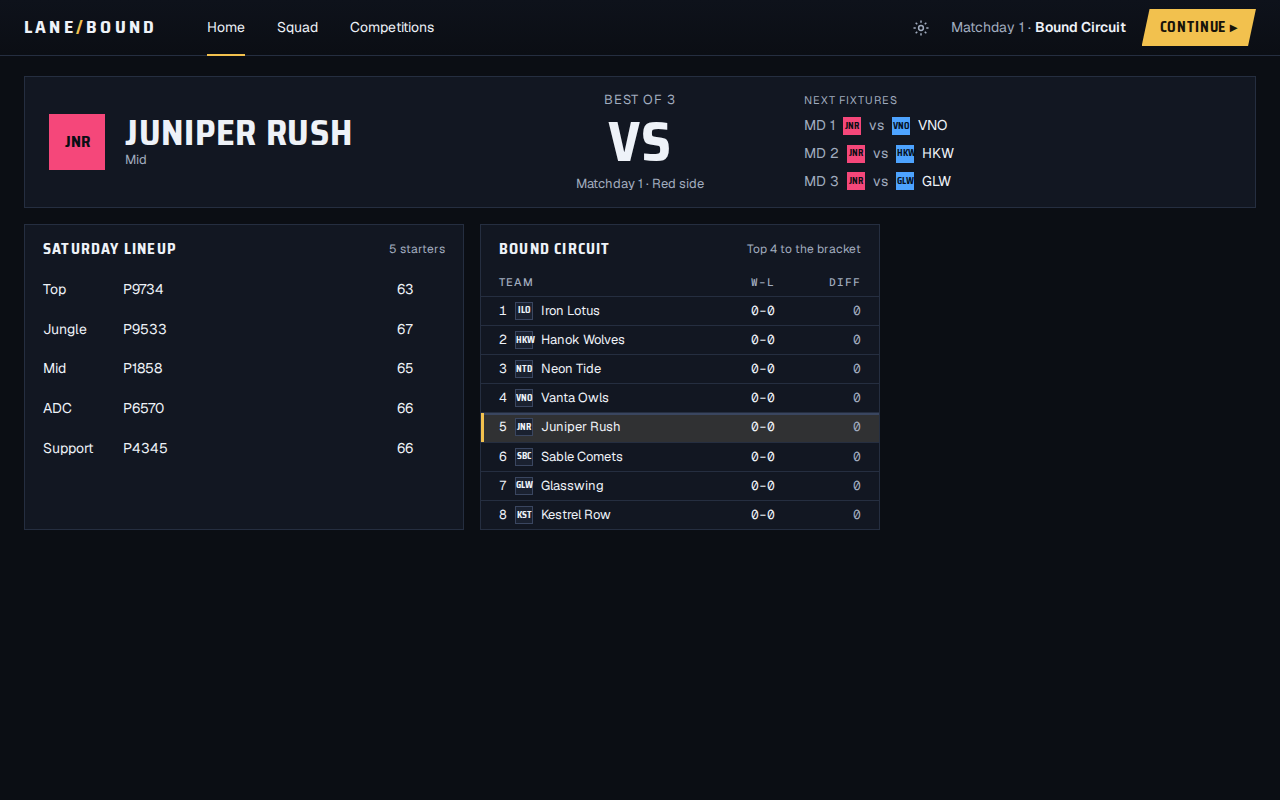 LANE/BOUND Home Squad Competitions Matchday 1 · Bound Circuit CONTINUE ▸
JNR JUNIPER RUSH
Mid
BEST OF 3
VS
Matchday 1 · Red side
NEXT FIXTURES
MD 1 JNR vs VNO VNO
MD 2 JNR vs HKW HKW
MD 3 JNR vs GLW GLW
SATURDAY LINEUP 5 starters
Top P9734 63
Jungle P9533 67
Mid P1858 65
ADC P6570 66
Support P4345 66
BOUND CIRCUIT Top 4 to the bracket
TEAM W-L DIFF
1 ILO Iron Lotus 0-0 0
2 HKW Hanok Wolves 0-0 0
3 NTD Neon Tide 0-0 0
4 VNO Vanta Owls 0-0 0
5 JNR Juniper Rush 0-0 0
6 SBC Sable Comets 0-0 0
7 GLW Glasswing 0-0 0
8 KST Kestrel Row 0-0 0